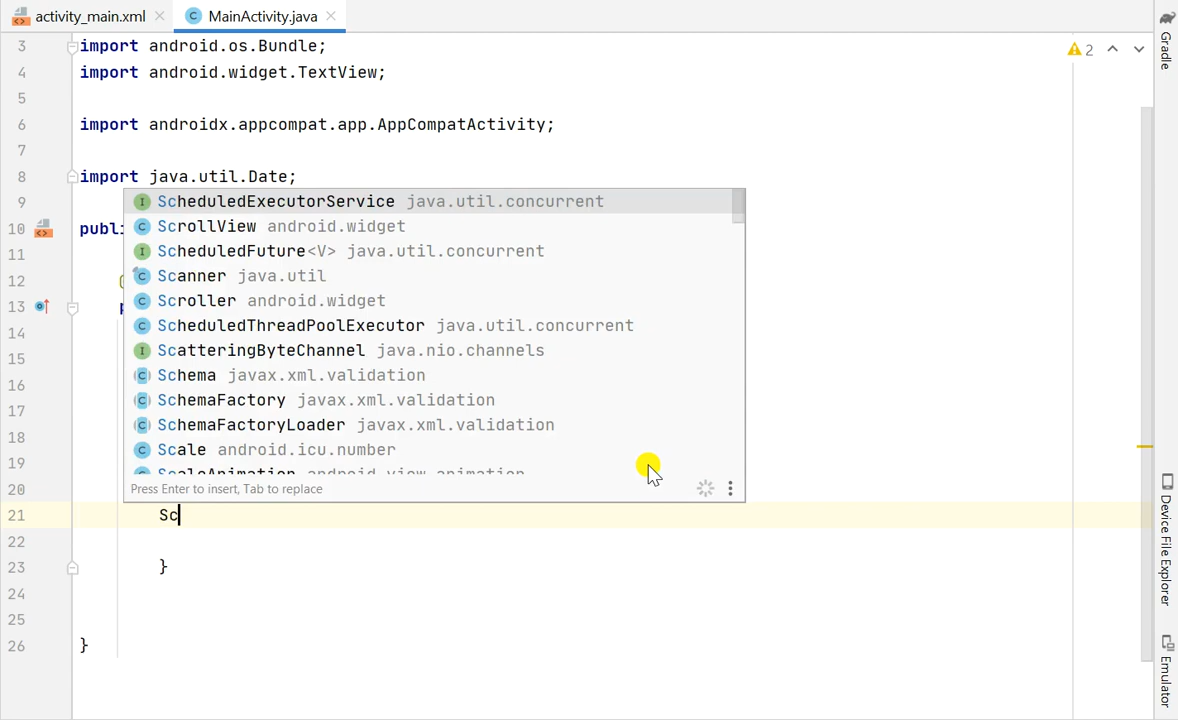 activity_main.xml
MainActivity.java
3 import android.os.Bundle;
4 import android.widget.TextView;
5
6 import androidx.appcompat.app.AppCompatActivity;
7
8 import java.util.Date;
9
10 publi
11
12 @
13 p
14
15
16
17
18
19
20
21 Sc
22
23 }
24
25
26 }
ScheduledExecutorService java.util.concurrent
ScrollView android.widget
ScheduledFuture<V> java.util.concurrent
Scanner java.util
Scroller android.widget
ScheduledThreadPoolExecutor java.util.concurrent
ScatteringByteChannel java.nio.channels
Schema javax.xml.validation
SchemaFactory javax.xml.validation
SchemaFactoryLoader javax.xml.validation
Scale android.icu.number
ScaleAnimation android.view.animation
Press Enter to insert, Tab to replace
2
Gradle
Device File Explorer
Emulator